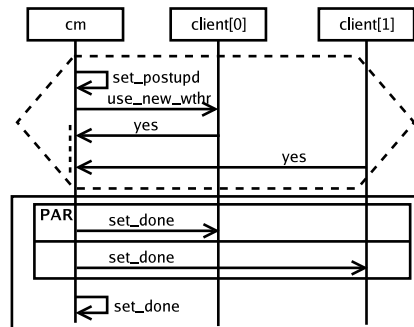 cm client[0] client[1]
set_postupd
use_new_wthr
yes
yes
PAR
set_done
set_done
set_done